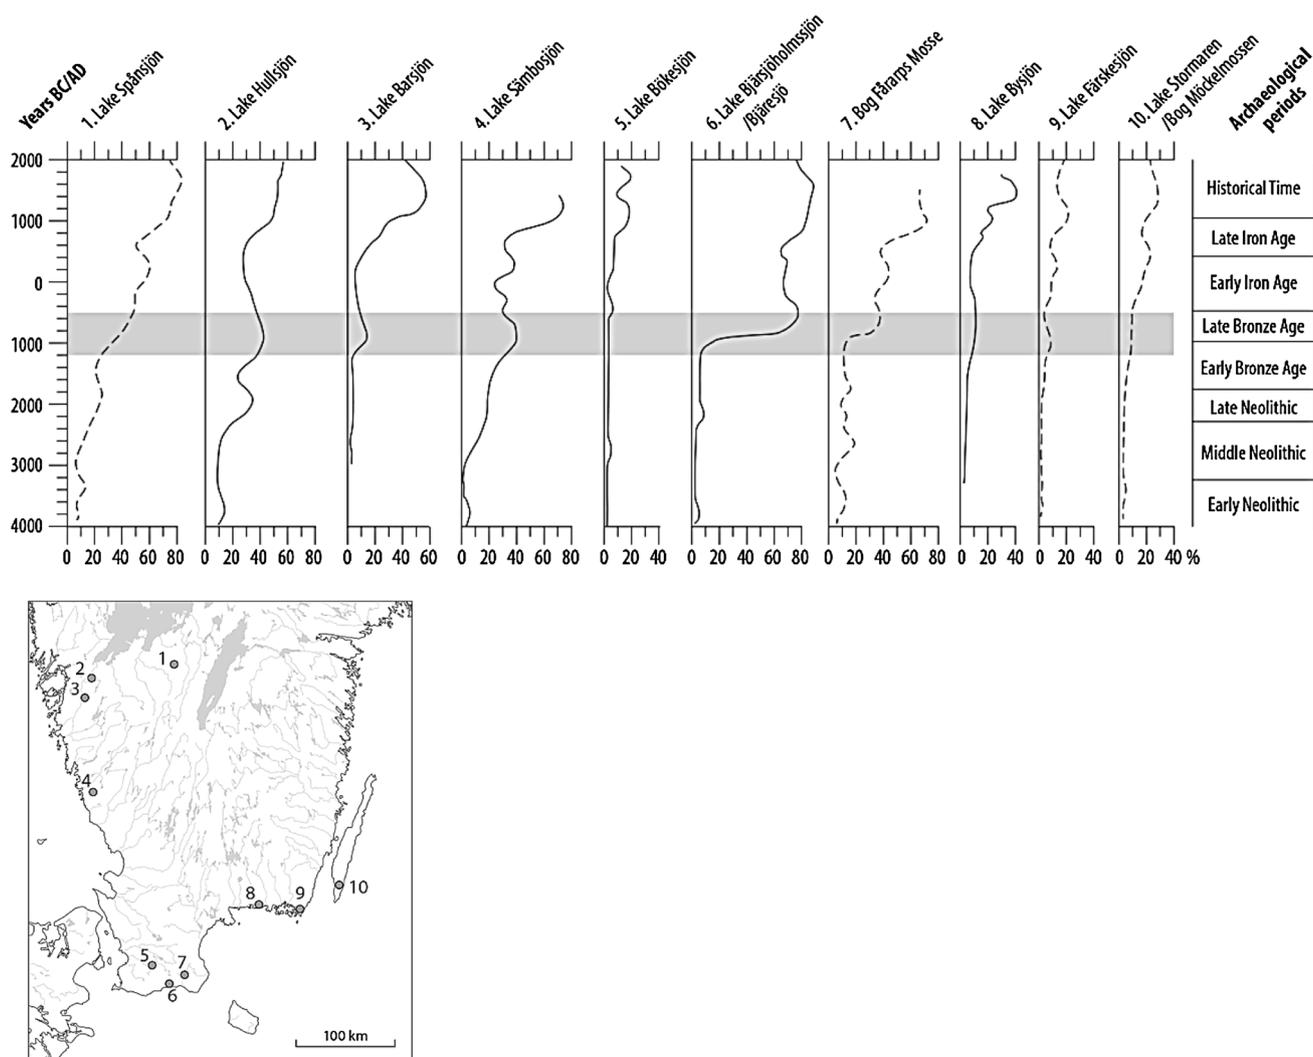 Years BC/AD
1. Lake Spånsjön
2. Lake Hullsjön
3. Lake Barsjön
4. Lake Sämbosjön
5. Lake Bökesjön
6. Lake Bjärsjöholmssjön
/Bjäresjö
7. Bog Fårarps Mosse
8. Lake Bysjön
9. Lake Färskesjön
10. Lake Stormaren
/Bog Möckelmossen
Archaeological
periods
2000
1000
0
1000
2000
3000
4000
Historical Time
Late Iron Age
Early Iron Age
Late Bronze Age
Early Bronze Age
Late Neolithic
Middle Neolithic
Early Neolithic
0 20 40 60 80 0 20 40 60 80 0 20 40 60 0 20 40 60 80 0 20 40 0 20 40 60 80 0 20 40 60 80 0 20 40 0 20 40 0 20 40 %
1
2
3
4
8
9
10
5
7
6
100 km